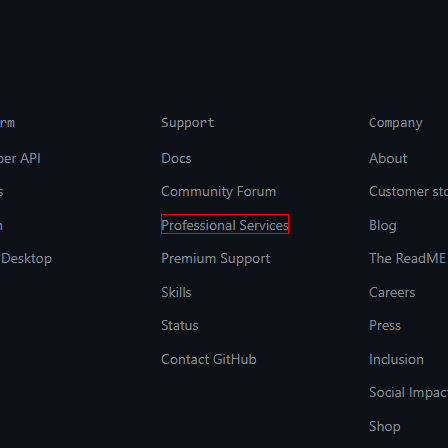 rm
per API
s
n
Desktop
Support
Docs
Community Forum
Professional Services
Premium Support
Skills
Status
Contact GitHub
Company
About
Customer sto
Blog
The ReadME
Careers
Press
Inclusion
Social Impac
Shop